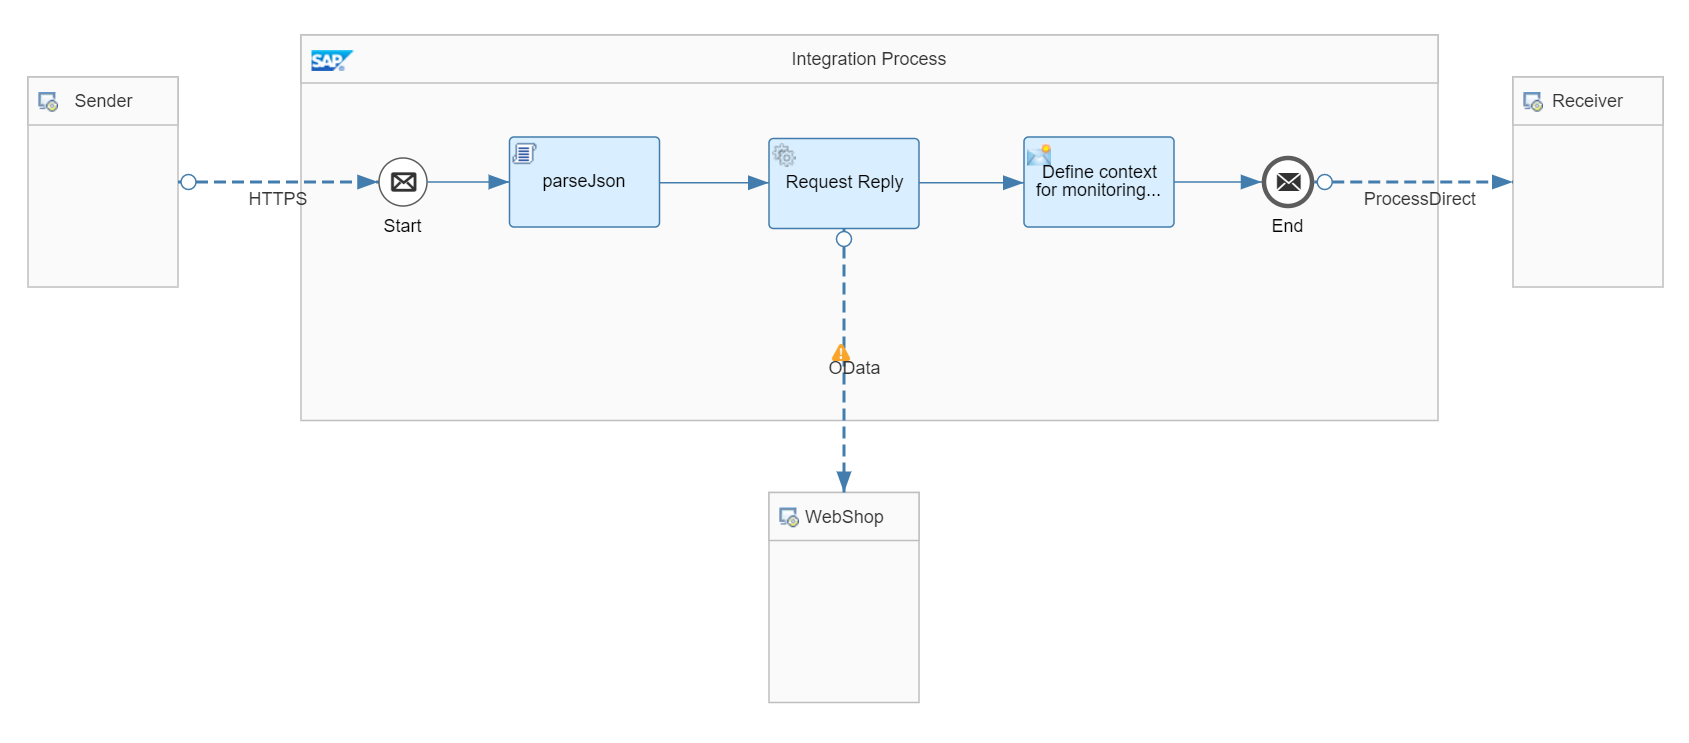 SAP
Integration Process
Sender
Receiver
parseJson
Request Reply
Define context
for monitoring...
HTTPS
ProcessDirect
Start
End
OData
WebShop